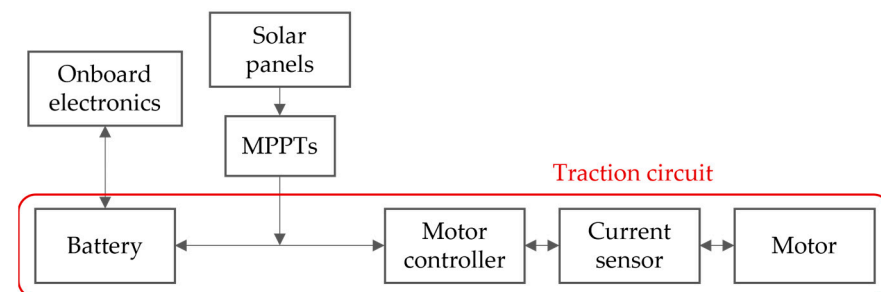 Solar
panels
Onboard
electronics
MPPTs
Traction circuit
Battery
Motor
controller
Current
sensor
Motor